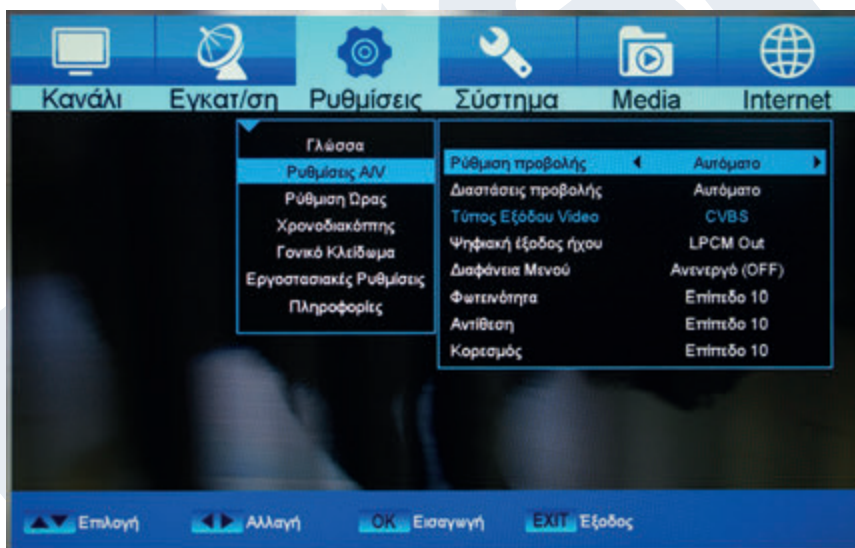 Κανάλι Εγκατ/ση Ρυθμίσεις Σύστημα Media Internet
Γλώσσα
Ρυθμίσεις A/V
Ρύθμιση Ώρας
Χρονοδιακόπτης
Γονικό Κλείδωμα
Εργοστασιακές Ρυθμίσεις
Πληροφορίες
Ρύθμιση προβολής Αυτόματο
Διαστάσεις προβολής Αυτόματο
Τύπος Εξόδου Video CVBS
Ψηφιακή έξοδος ήχου LPCM Out
Διαφάνεια Μενού Ανενεργό (OFF)
Φωτεινότητα Επίπεδο 10
Αντίθεση Επίπεδο 10
Κορεσμός Επίπεδο 10
Επιλογή Αλλαγή OK Εισαγωγή EXIT Έξοδος